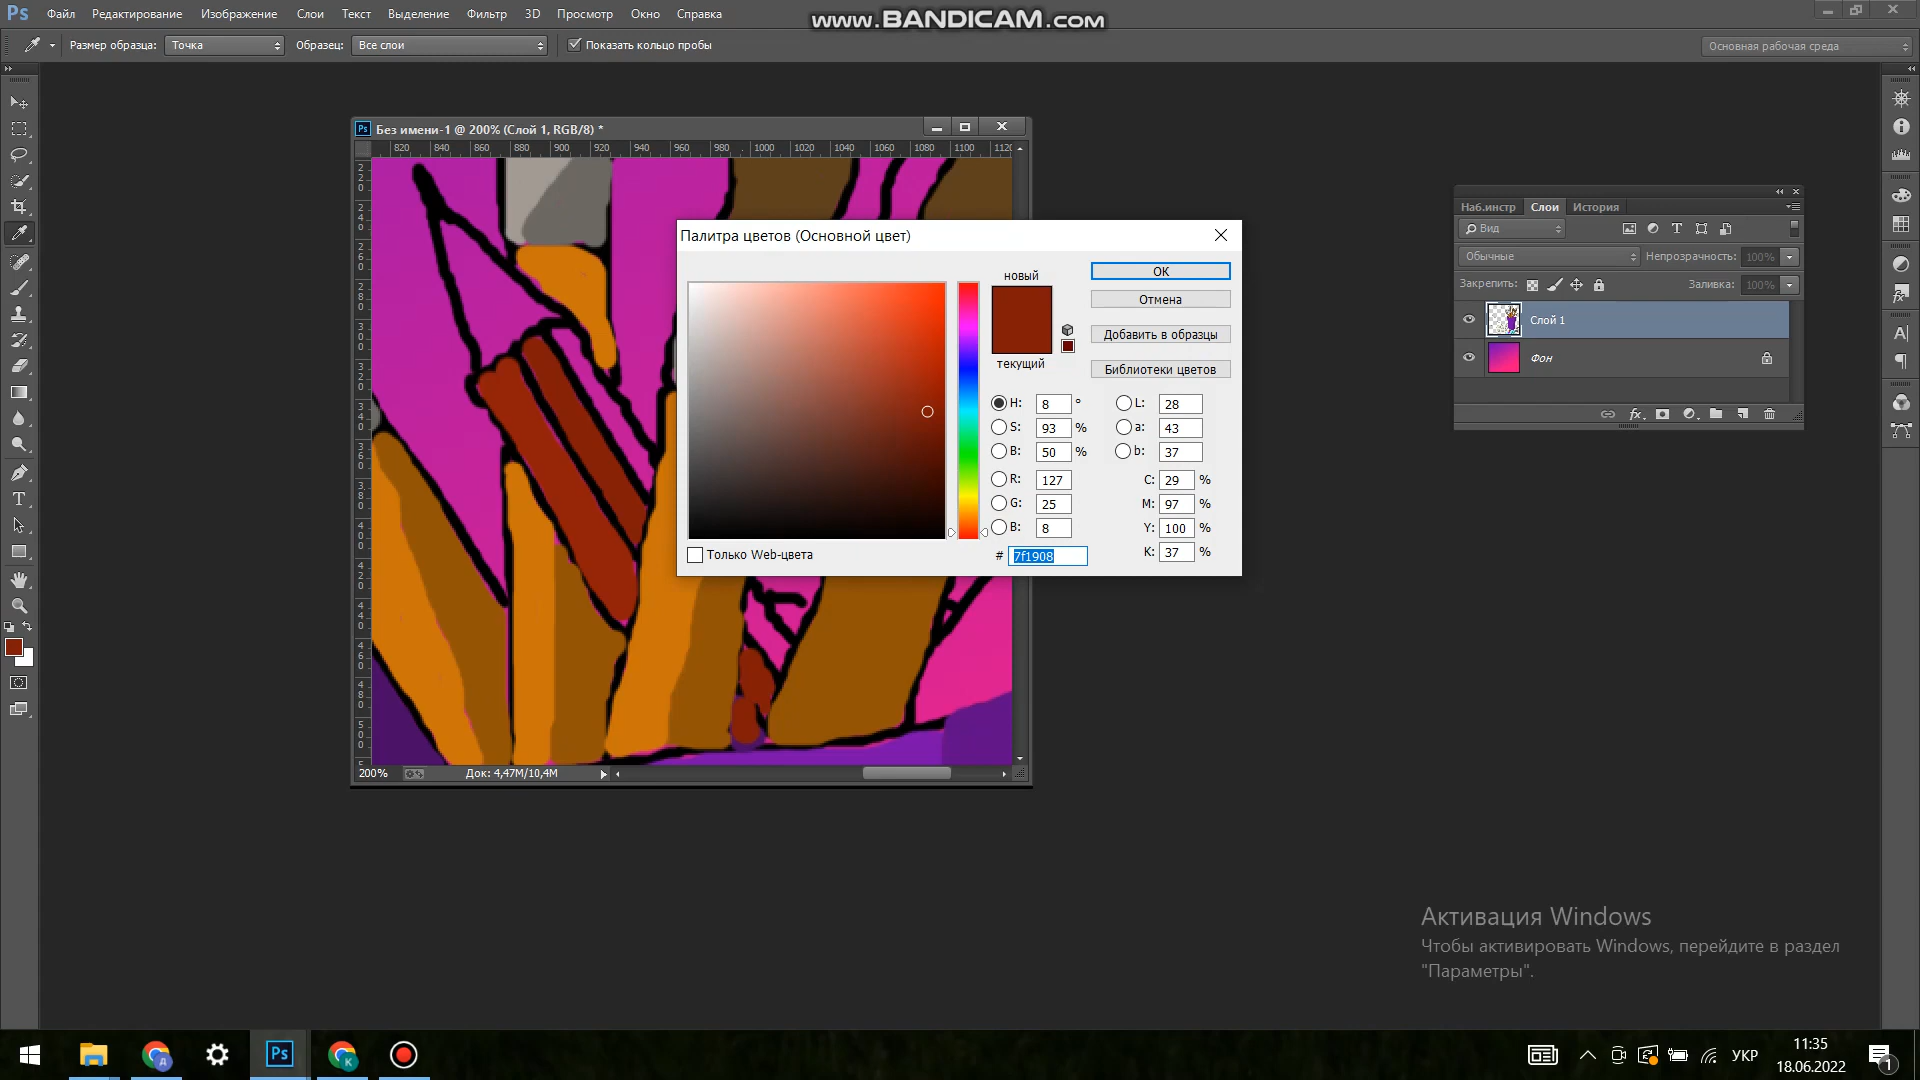 Ps Файл Редактирование Изображение Слои Текст Выделение Фильтр 3D Просмотр Окно Справка
www.BANDICAM.com
Размер образца: Точка Образец: Все слои Показать кольцо пробы Основная рабочая среда
Ps Без имени-1 @ 200% (Слой 1, RGB/8) *
820 840 860 880 900 920 940 960 980 1000 1020 1040 1060 1080 1100 1120
Палитра цветов (Основной цвет)
новый
текущий
ОК
Отмена
Добавить в образцы
Библиотеки цветов
H: 8 ° L: 28
S: 93 % a: 43
B: 50 % b: 37
R: 127 C: 29 %
G: 25 M: 97 %
B: 8 Y: 100 %
# 7f1908 K: 37 %
Только Web-цвета
Наб.инстр Слои История
Вид
Обычные Непрозрачность: 100%
Закрепить: Заливка: 100%
Слой 1
Фон
200% Док: 4,47M/10,4M
Активация Windows
Чтобы активировать Windows, перейдите в раздел
"Параметры".
Ps
УКР
11:35
18.06.2022
1